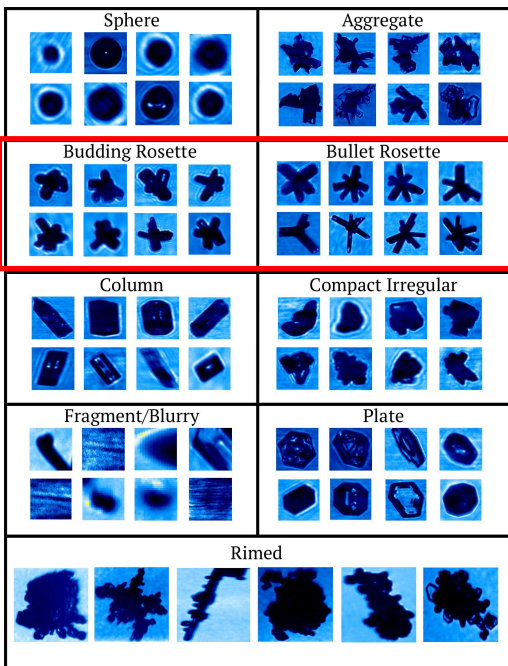 Sphere
Aggregate
Budding Rosette
Bullet Rosette
Column
Compact Irregular
Fragment/Blurry
Plate
Rimed